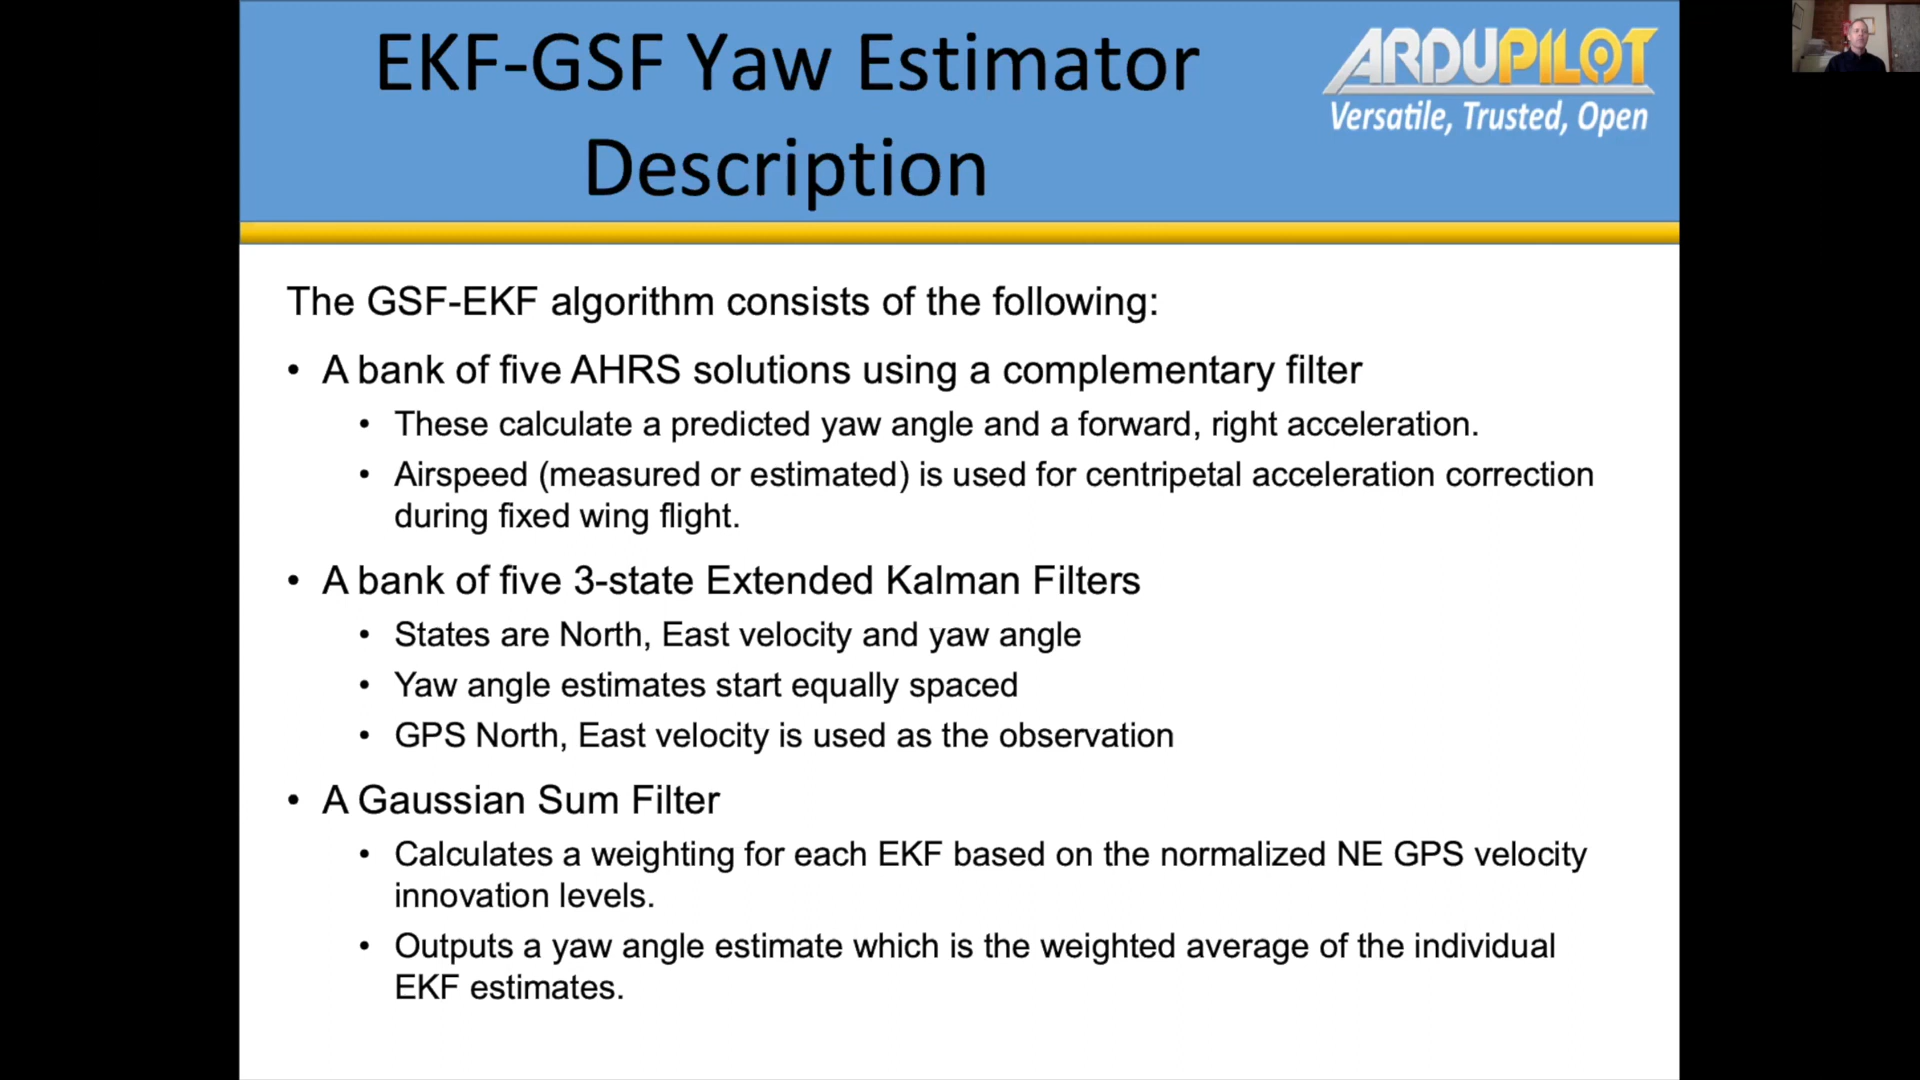 EKF-GSF Yaw Estimator
Description
ARDUPILOT
Versatile, Trusted, Open
The GSF-EKF algorithm consists of the following:
• A bank of five AHRS solutions using a complementary filter
• These calculate a predicted yaw angle and a forward, right acceleration.
• Airspeed (measured or estimated) is used for centripetal acceleration correction
during fixed wing flight.
• A bank of five 3-state Extended Kalman Filters
• States are North, East velocity and yaw angle
• Yaw angle estimates start equally spaced
• GPS North, East velocity is used as the observation
• A Gaussian Sum Filter
• Calculates a weighting for each EKF based on the normalized NE GPS velocity
innovation levels.
• Outputs a yaw angle estimate which is the weighted average of the individual
EKF estimates.